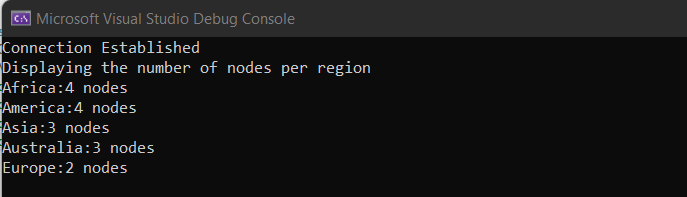 Microsoft Visual Studio Debug Console
Connection Established
Displaying the number of nodes per region
Africa:4 nodes
America:4 nodes
Asia:3 nodes
Australia:3 nodes
Europe:2 nodes